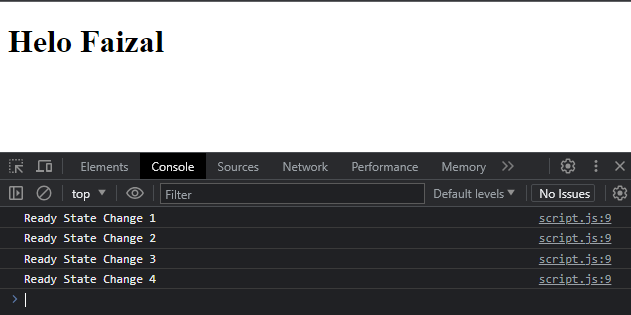 Helo Faizal
Elements Console Sources Network Performance Memory
top Filter Default levels No Issues
Ready State Change 1 script.js:9
Ready State Change 2 script.js:9
Ready State Change 3 script.js:9
Ready State Change 4 script.js:9